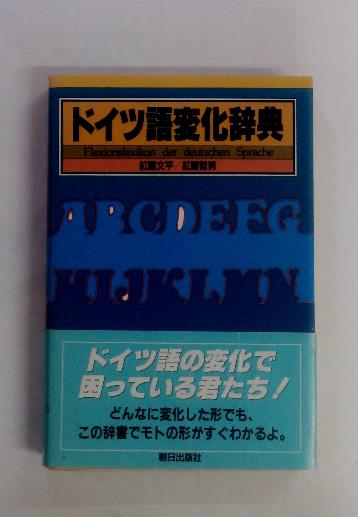 ドイツ語変化辞典
Flexionslexikon der deutschen Sprache
ABCDEFG
HIJKLMN
ドイツ語の変化で
困っている君たち!
どんなに変化した形でも、
この辞書でモトの形がすぐわかるよ。
朝日出版社